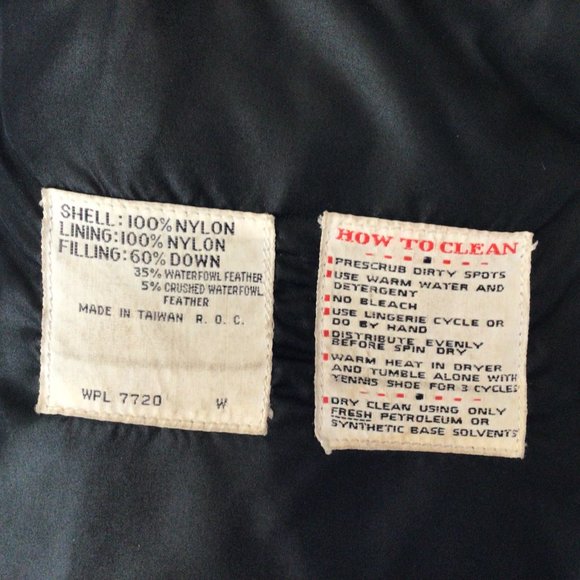 SHELL: 100% NYLON
LINING: 100% NYLON
FILLING: 60% DOWN
35% WATERFOWL FEATHER
5% CRUSHED WATERFOWL
FEATHER
MADE IN TAIWAN R. O. C.
WPL 7720 W
HOW TO CLEAN
PRESCRUB DIRTY SPOTS
USE WARM WATER AND
DETERGENT
NO BLEACH
USE LINGERIE CYCLE OR
DO BY HAND
DISTRIBUTE EVENLY
BEFORE SPIN DRY
WARM HEAT IN DRYER
AND TUMBLE ALONE WITH
TENNIS SHOE FOR 3 CYCLES
DRY CLEAN USING ONLY
FRESH PETROLEUM OR
SYNTHETIC BASE SOLVENTS